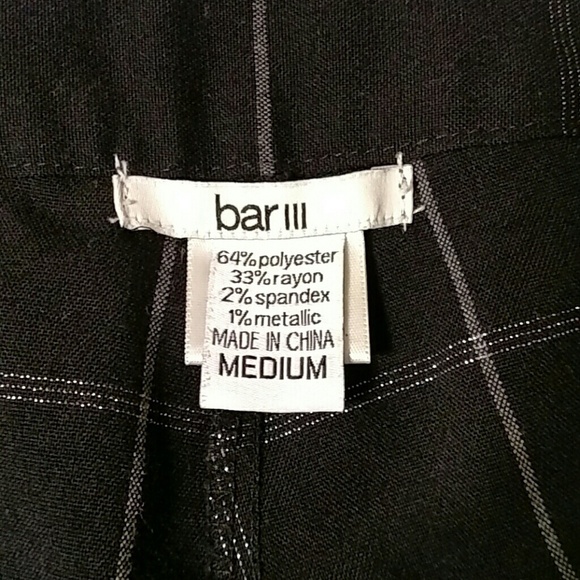 bar III
64% polyester
33% rayon
2% spandex
1% metallic
MADE IN CHINA
MEDIUM